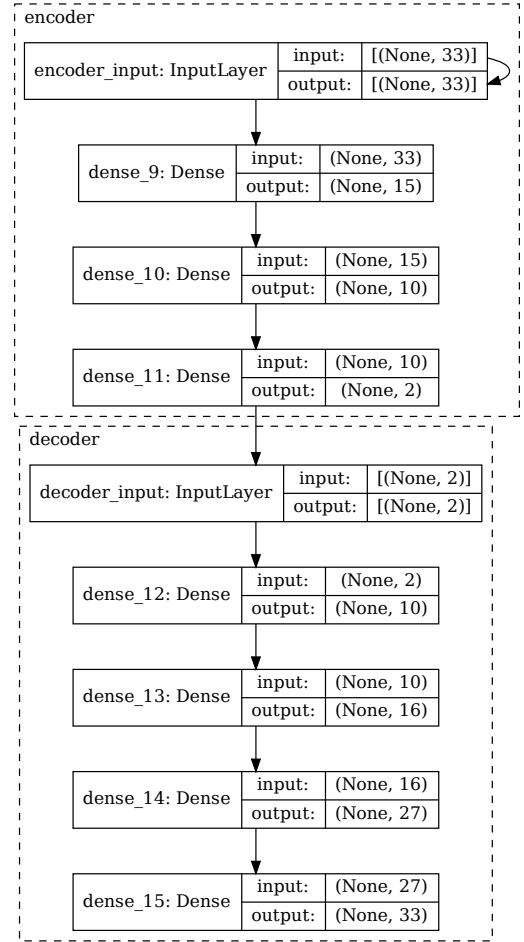 encoder
encoder_input: InputLayer input: [(None, 33)]
output: [(None, 33)]
dense_9: Dense input: (None, 33)
output: (None, 15)
dense_10: Dense input: (None, 15)
output: (None, 10)
dense_11: Dense input: (None, 10)
output: (None, 2)
decoder
decoder_input: InputLayer input: [(None, 2)]
output: [(None, 2)]
dense_12: Dense input: (None, 2)
output: (None, 10)
dense_13: Dense input: (None, 10)
output: (None, 16)
dense_14: Dense input: (None, 16)
output: (None, 27)
dense_15: Dense input: (None, 27)
output: (None, 33)